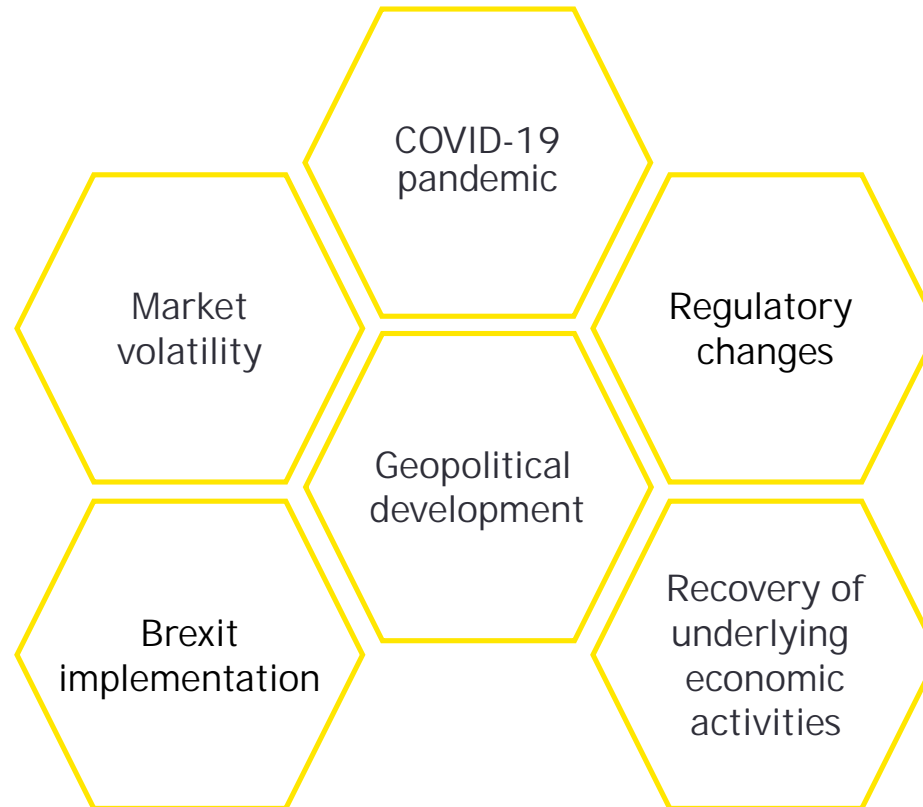 COVID-19
pandemic
Market
volatility
Regulatory
changes
Geopolitical
development
Brexit
implementation
Recovery of
underlying
economic
activities